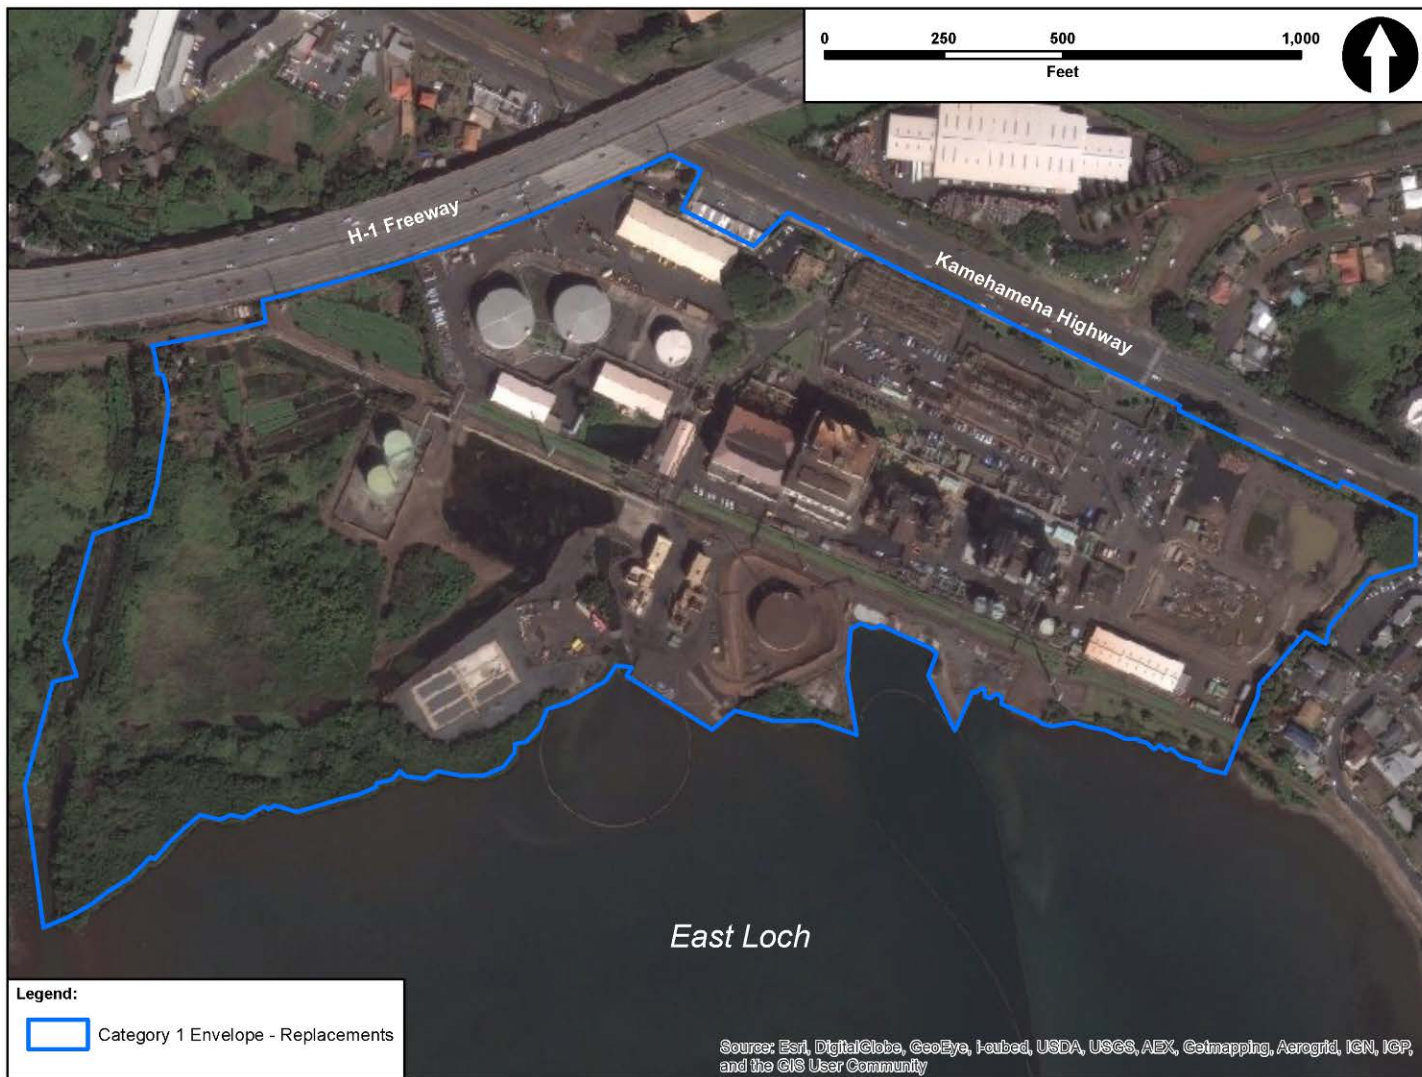 0 250 500 1,000
Feet
H-1 Freeway
Kamehameha Highway
East Loch
Legend:
Category 1 Envelope - Replacements
Source: Esri, DigitalGlobe, GeoEye, i-cubed, USDA, USGS, AEX, Getmapping, Aerogrid, IGN, IGP,
and the GIS User Community